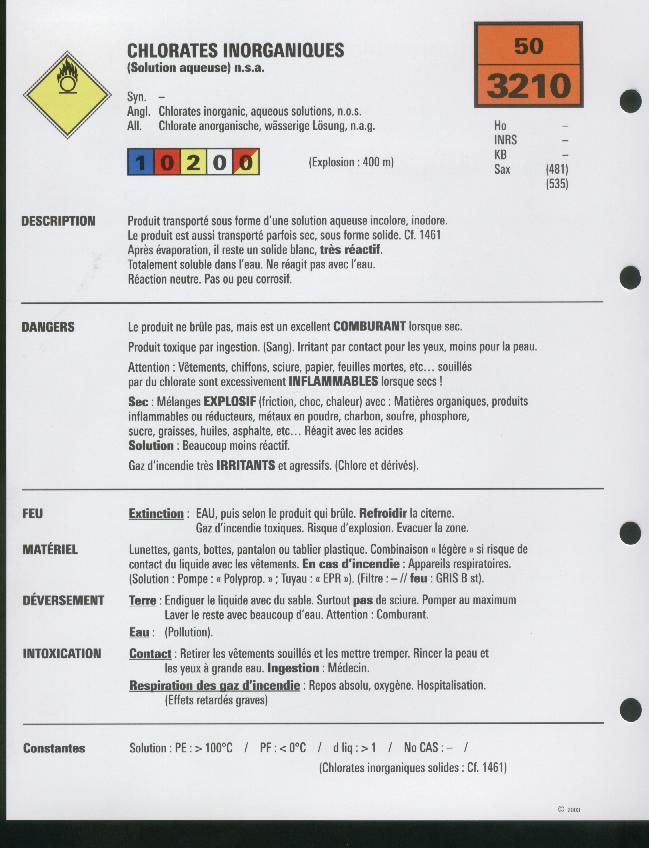 CHLORATES INORGANIQUES
(Solution aqueuse) n.s.a.
50
3210
Syn. –
Angl. Chlorates inorganic, aqueous solutions, n.o.s.
All. Chlorate anorganische, wässerige Lösung, n.a.g.
Ho –
INRS –
KB –
Sax (481)
(535)
1 0 2 0 0 (Explosion : 400 m)
DESCRIPTION Produit transporté sous forme d'une solution aqueuse incolore, inodore.
Le produit est aussi transporté parfois sec, sous forme solide. Cf. 1461
Après évaporation, il reste un solide blanc, très réactif.
Totalement soluble dans l'eau. Ne réagit pas avec l'eau.
Réaction neutre. Pas ou peu corrosif.
DANGERS Le produit ne brûle pas, mais est un excellent COMBURANT lorsque sec.
Produit toxique par ingestion. (Sang). Irritant par contact pour les yeux, moins pour la peau.
Attention : Vêtements, chiffons, sciure, papier, feuilles mortes, etc... souillés
par du chlorate sont excessivement INFLAMMABLES lorsque secs !
Sec : Mélanges EXPLOSIF (friction, choc, chaleur) avec : Matières organiques, produits
inflammables ou réducteurs, métaux en poudre, charbon, soufre, phosphore,
sucre, graisses, huiles, asphalte, etc... Réagit avec les acides
Solution : Beaucoup moins réactif.
Gaz d'incendie très IRRITANTS et agressifs. (Chlore et dérivés).
FEU Extinction : EAU, puis selon le produit qui brûle. Refroidir la citerne.
Gaz d'incendie toxiques. Risque d'explosion. Evacuer la zone.
MATÉRIEL Lunettes, gants, bottes, pantalon ou tablier plastique. Combinaison « légère » si risque de
contact du liquide avec les vêtements. En cas d'incendie : Appareils respiratoires.
(Solution : Pompe : « Polyprop. » ; Tuyau : « EPR »). (Filtre : – // feu : GRIS B st).
DÉVERSEMENT Terre : Endiguer le liquide avec du sable. Surtout pas de sciure. Pomper au maximum
Laver le reste avec beaucoup d'eau. Attention : Comburant.
Eau : (Pollution).
INTOXICATION Contact : Retirer les vêtements souillés et les mettre tremper. Rincer la peau et
les yeux à grande eau. Ingestion : Médecin.
Respiration des gaz d'incendie : Repos absolu, oxygène. Hospitalisation.
(Effets retardés graves)
Constantes Solution : PE : > 100°C / PF : < 0°C / d liq : > 1 / No CAS : – /
(Chlorates inorganiques solides : Cf. 1461)
© 2003